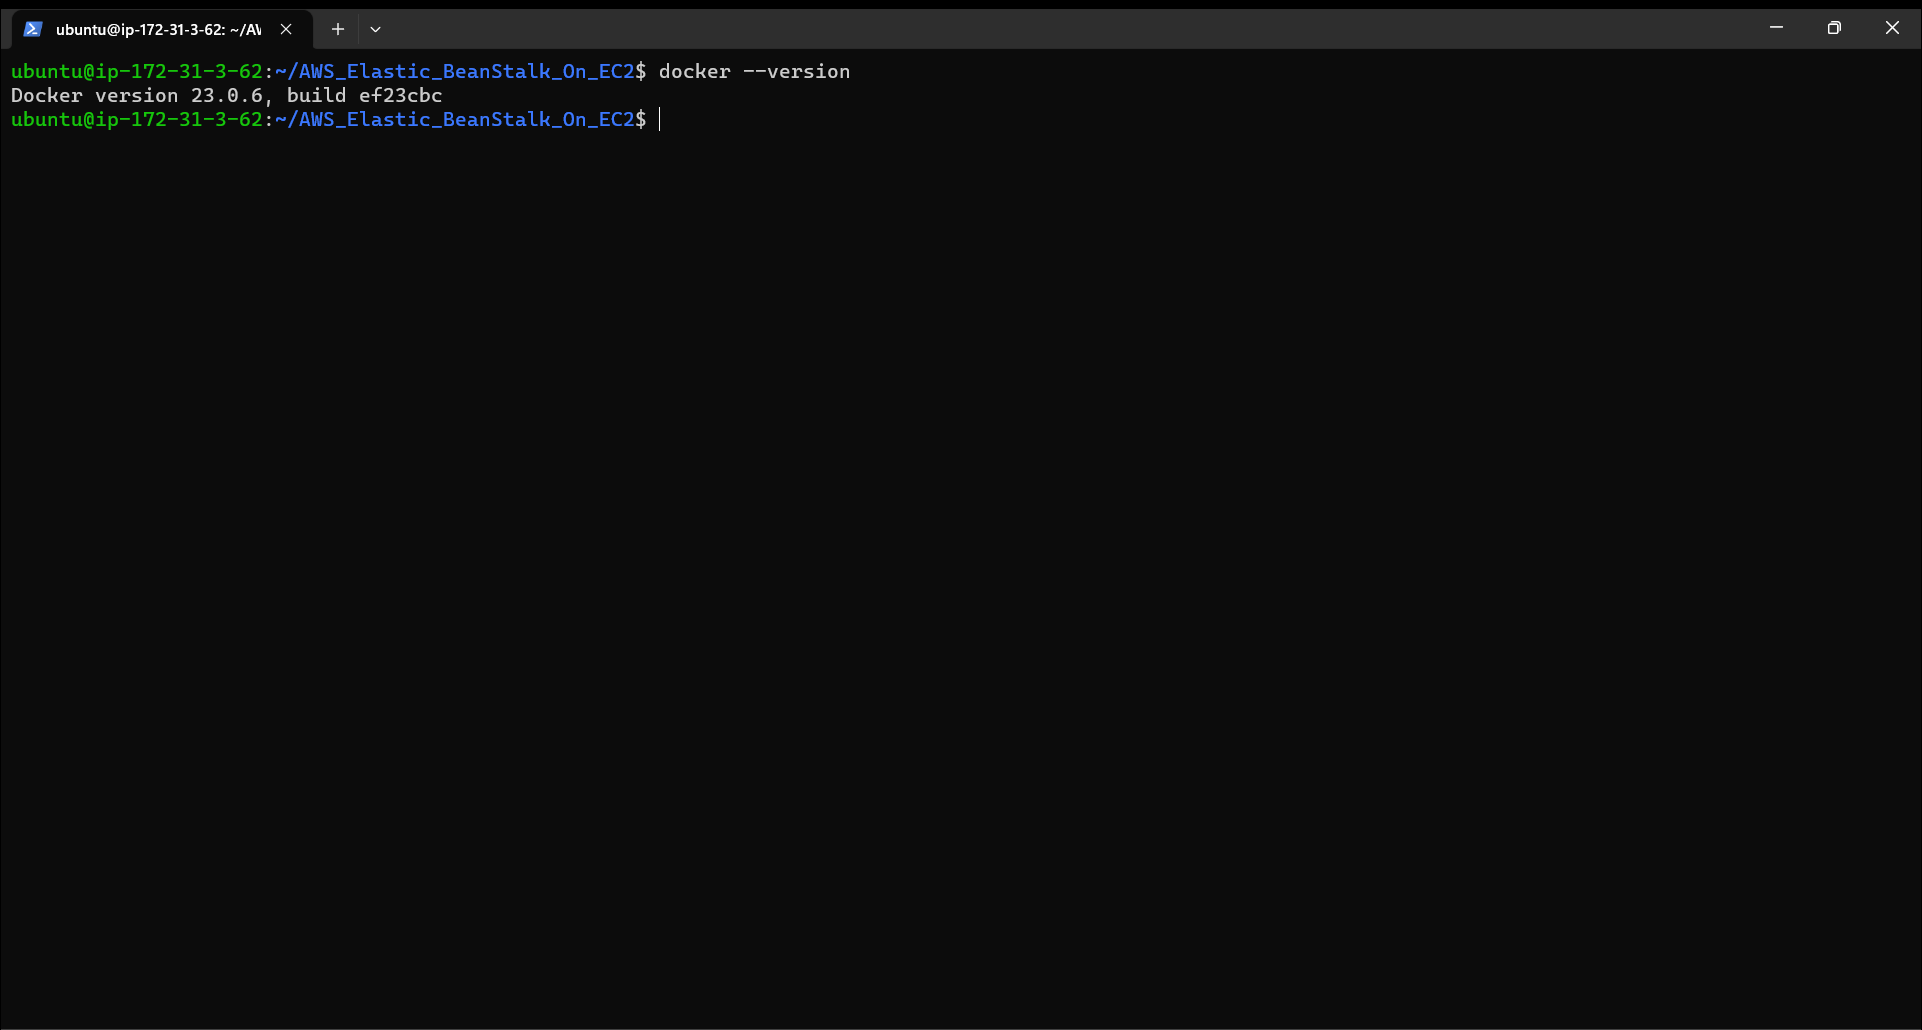 ubuntu@ip-172-31-3-62: ~/AW
ubuntu@ip-172-31-3-62:~/AWS_Elastic_BeanStalk_On_EC2$ docker --version
Docker version 23.0.6, build ef23cbc
ubuntu@ip-172-31-3-62:~/AWS_Elastic_BeanStalk_On_EC2$